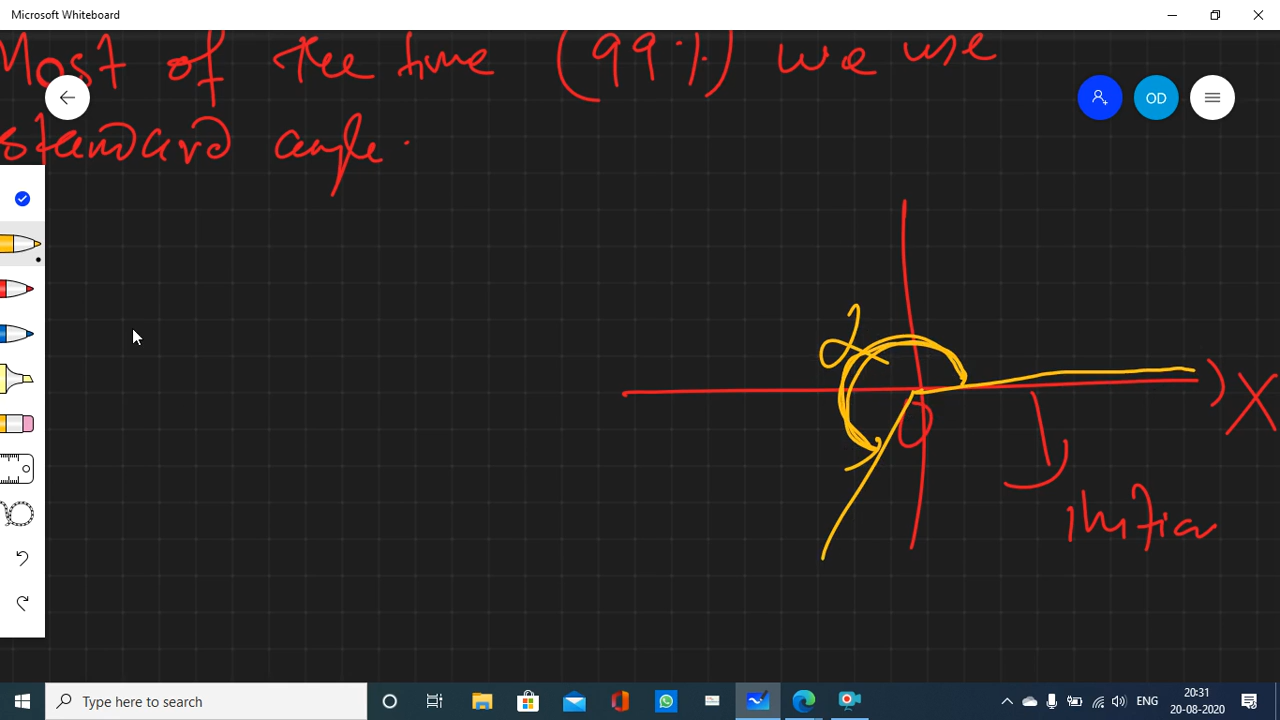 Microsoft Whiteboard
Most of the time (99%) we use
standard angle.
OD
α
O
X
initial
Type here to search
ENG
20:31
20-08-2020